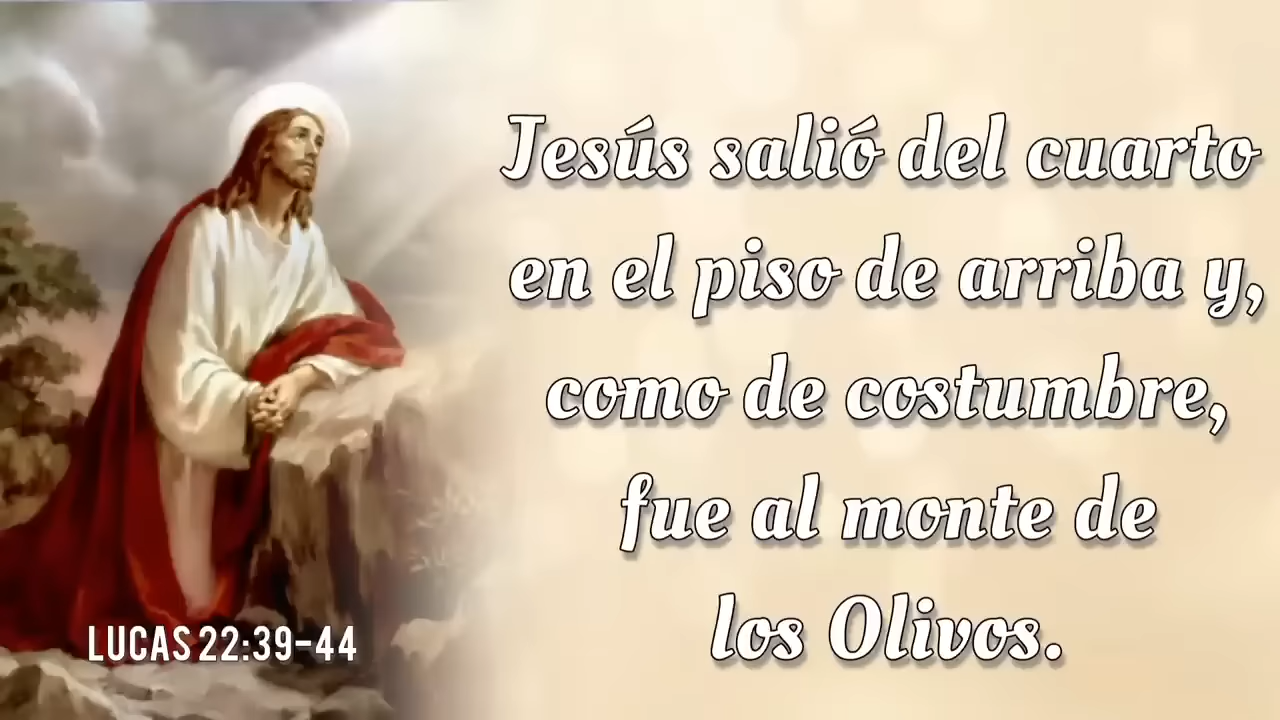 Jesús salió del cuarto
en el piso de arriba y,
como de costumbre,
fue al monte de
los Olivos.
LUCAS 22:39-44